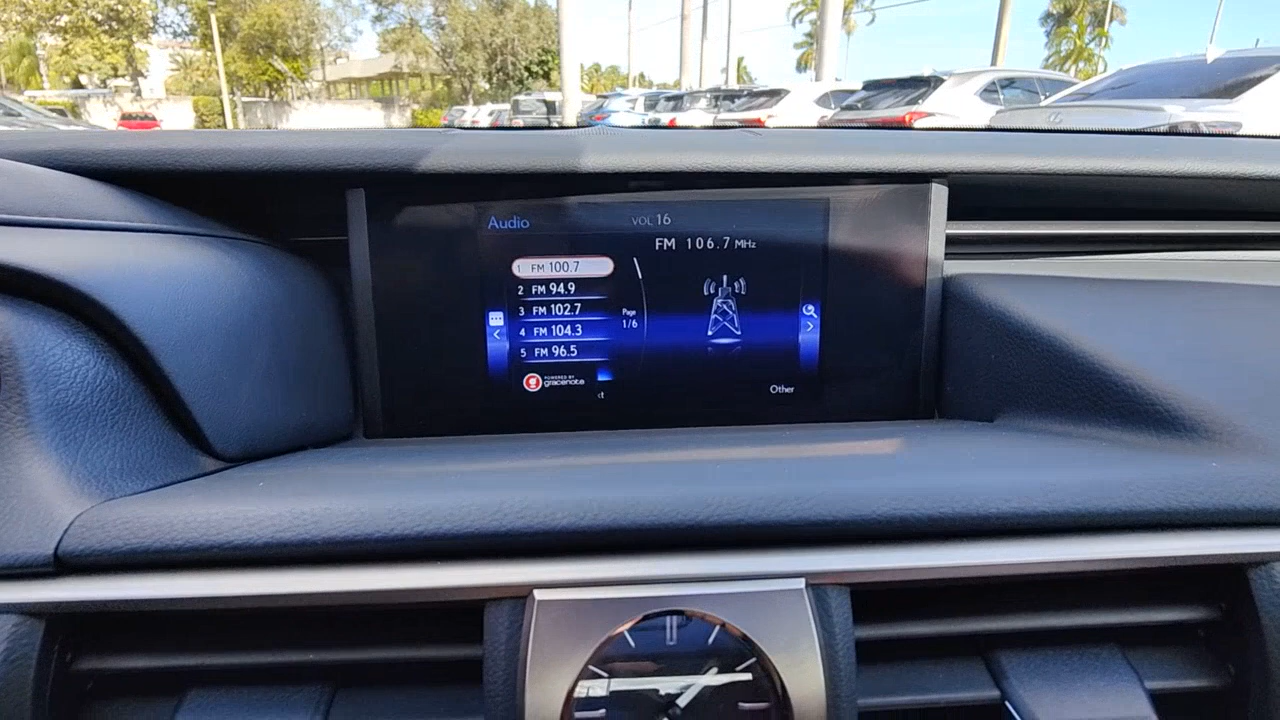 Audio
VOL 16
FM 106.7 MHz
1 FM 100.7
2 FM 94.9
3 FM 102.7
4 FM 104.3
5 FM 96.5
Page
1/6
POWERED BY
gracenote
Other